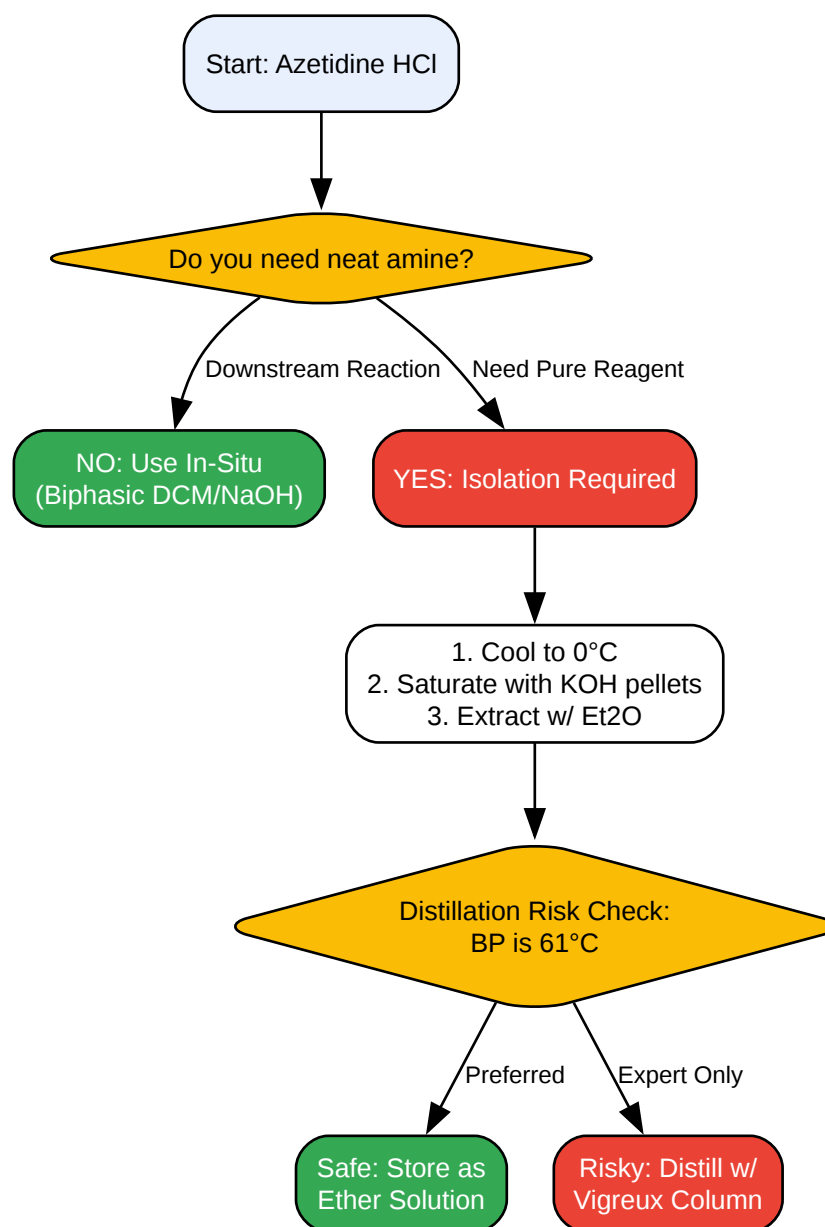 Start: Azetidine HCl
Do you need neat amine?
Downstream Reaction
Need Pure Reagent
NO: Use In-Situ
(Biphasic DCM/NaOH)
YES: Isolation Required
1. Cool to 0°C
2. Saturate with KOH pellets
3. Extract w/ Et2O
Distillation Risk Check:
BP is 61°C
Preferred
Expert Only
Safe: Store as
Ether Solution
Risky: Distill w/
Vigreux Column